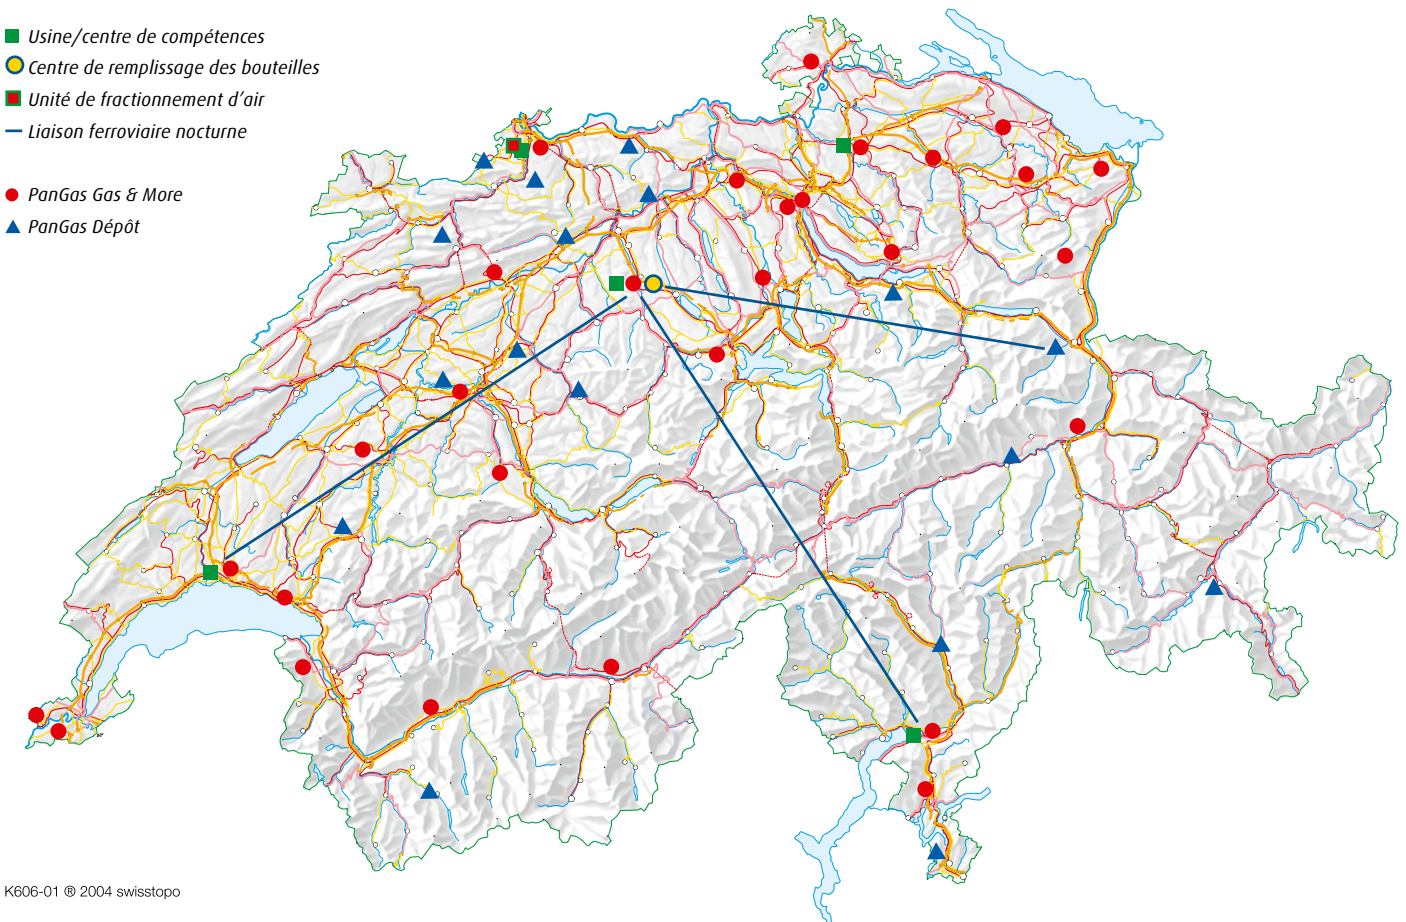 Usine/centre de compétences
Centre de remplissage des bouteilles
Unité de fractionnement d'air
Liaison ferroviaire nocturne
PanGas Gas & More
PanGas Dépôt
K606-01 ® 2004 swisstopo